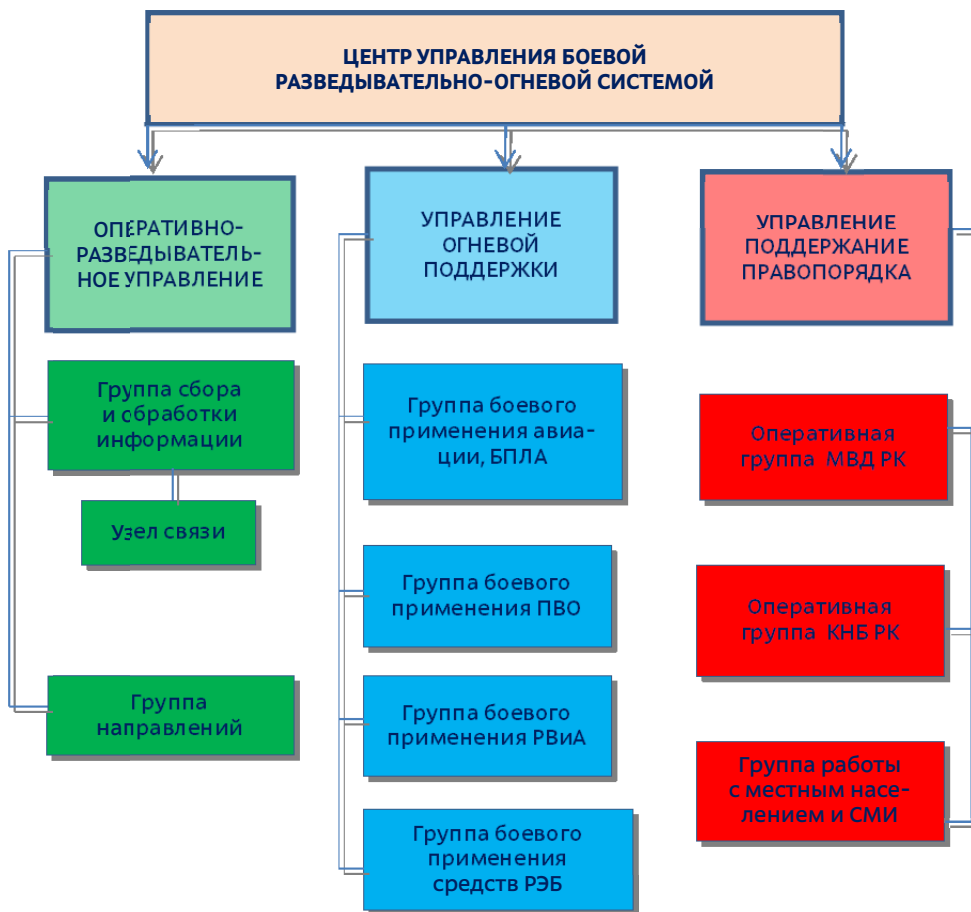 ЦЕНТР УПРАВЛЕНИЯ БОЕВОЙ
РАЗВЕДЫВАТЕЛЬНО-ОГНЕВОЙ СИСТЕМОЙ
ОПЕРАТИВНО-
РАЗВЕДЫВАТЕЛЬ-
НОЕ УПРАВЛЕНИЕ
Группа сбора
и обработки
информации
Узел связи
Группа
направлений
УПРАВЛЕНИЕ
ОГНЕВОЙ
ПОДДЕРЖКИ
Группа боевого
применения авиа-
ции, БПЛА
Группа боевого
применения ПВО
Группа боевого
применения РВиА
Группа боевого
применения
средств РЭБ
УПРАВЛЕНИЕ
ПОДДЕРЖАНИЕ
ПРАВОПОРЯДКА
Оперативная
группа МВД РК
Оперативная
группа КНБ РК
Группа работы
с местным насе-
лением и СМИ